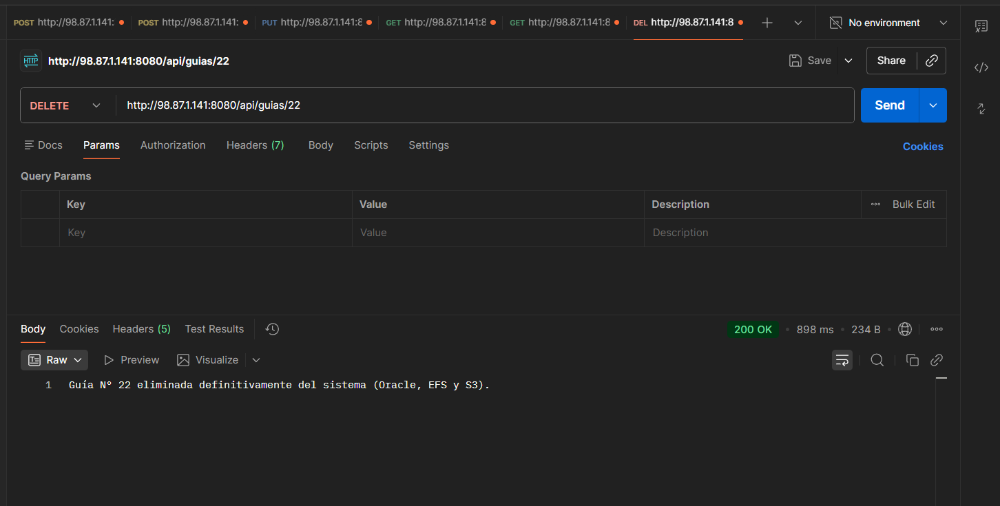 POST http://98.87.1.141: POST http://98.87.1.141: PUT http://98.87.1.141:8 GET http://98.87.1.141:8 GET http://98.87.1.141:8 DEL http://98.87.1.141:8 No environment
HTTP http://98.87.1.141:8080/api/guias/22 Save Share
DELETE http://98.87.1.141:8080/api/guias/22 Send
Docs Params Authorization Headers (7) Body Scripts Settings Cookies
Query Params
Key Value Description Bulk Edit
Key Value Description
Body Cookies Headers (5) Test Results 200 OK • 898 ms • 234 B
Raw Preview Visualize
1 Guía N° 22 eliminada definitivamente del sistema (Oracle, EFS y S3).